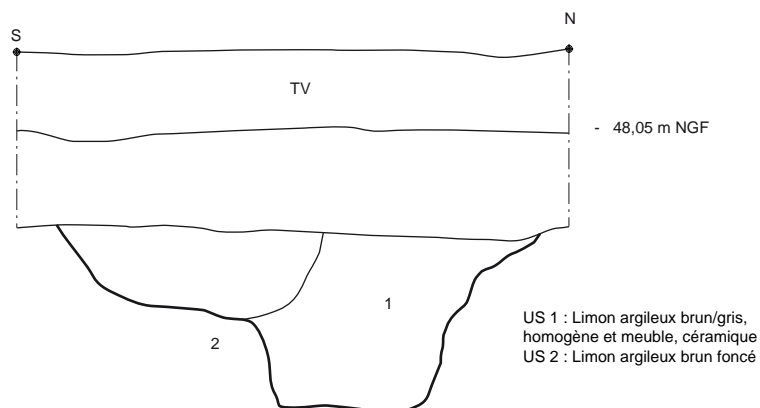 S
N
TV
- 48,05 m NGF
1
2
US 1 : Limon argileux brun/gris,
homogène et meuble, céramique
US 2 : Limon argileux brun foncé